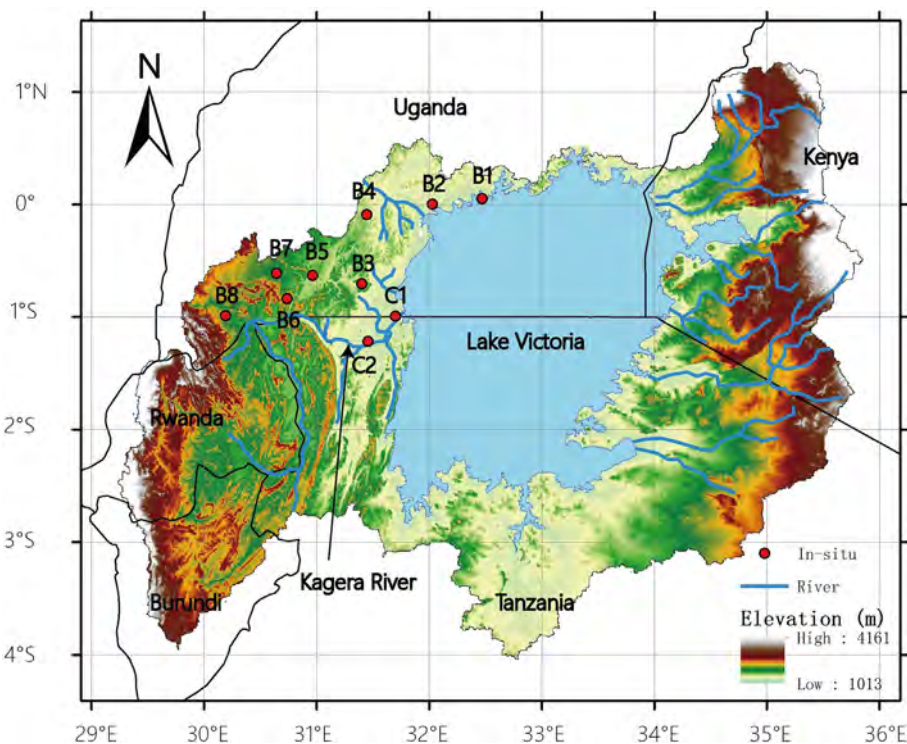 N
Uganda
Kenya
1°N
0°
1°S
2°S
3°S
4°S
B1
B2
B4
B7
B5
B3
B8
B6
C1
C2
Lake Victoria
Rwanda
Kagera River
Burundi
Tanzania
In-situ
River
Elevation (m)
High : 4161
Low : 1013
29°E 30°E 31°E 32°E 33°E 34°E 35°E 36°E